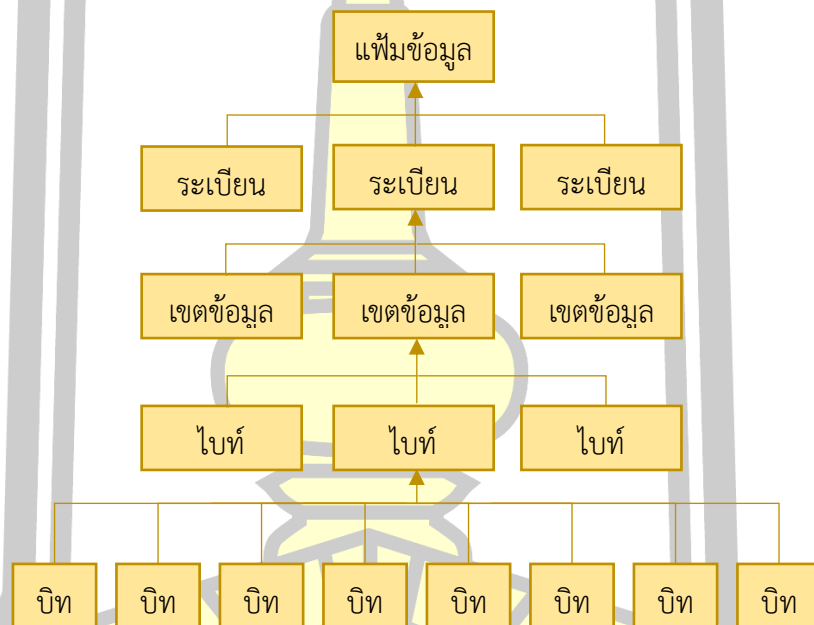 แฟ้มข้อมูล
ระเบียน ระเบียน ระเบียน
เขตข้อมูล เขตข้อมูล เขตข้อมูล
ไบท์ ไบท์ ไบท์
บิท บิท บิท บิท บิท บิท บิท บิท